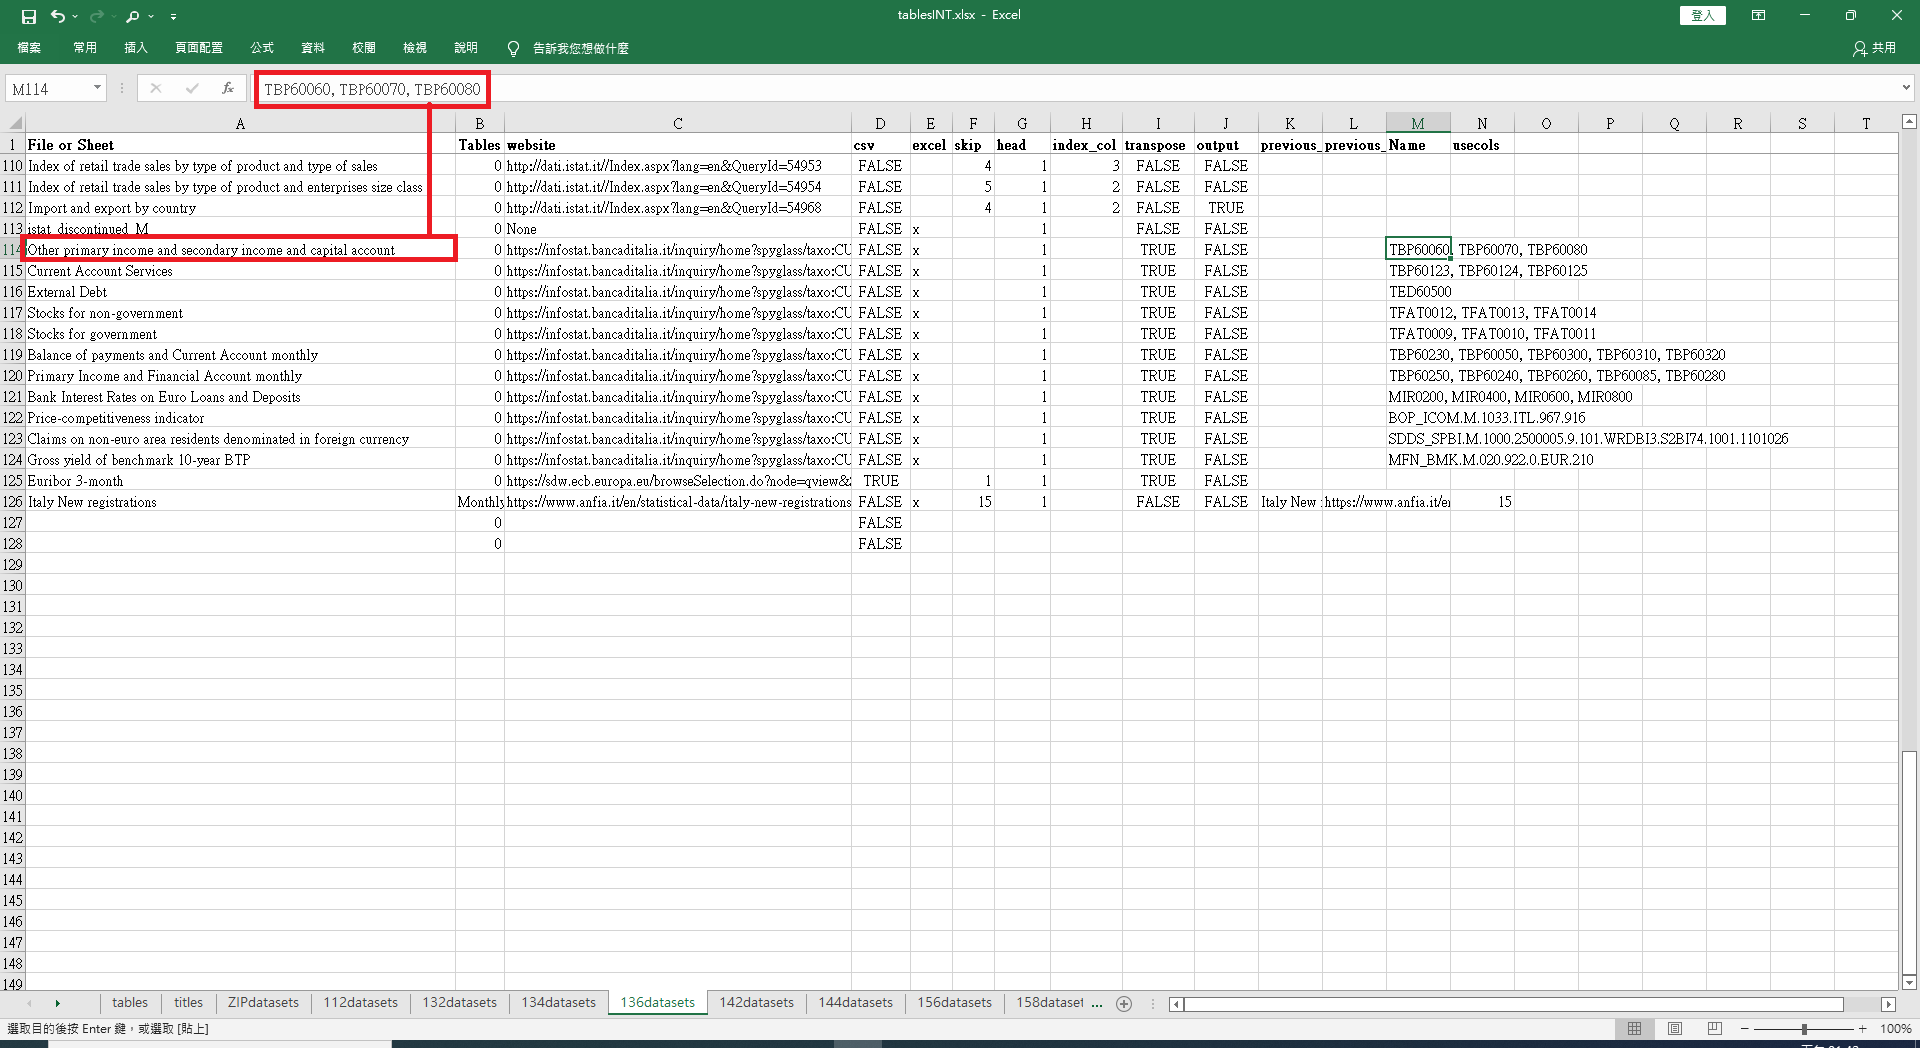 tablesINT.xlsx - Excel
登入
檔案 常用 插入 頁面配置 公式 資料 校閱 檢視 說明 告訴我您想做什麼 共用
M114 fx TBP60060, TBP60070, TBP60080
A B C D E F G H I J K L M N O P Q R S T
1 File or Sheet Tables website csv excel skip head index_col transpose output previous_ previous_ Name usecols
110 Index of retail trade sales by type of product and type of sales 0 http://dati.istat.it//Index.aspx?lang=en&QueryId=54953 FALSE 4 1 3 FALSE FALSE
111 Index of retail trade sales by type of product and enterprises size class 0 http://dati.istat.it//Index.aspx?lang=en&QueryId=54954 FALSE 5 1 2 FALSE FALSE
112 Import and export by country 0 http://dati.istat.it//Index.aspx?lang=en&QueryId=54968 FALSE 4 1 2 FALSE TRUE
113 istat_discontinued_M 0 None FALSE x 1 FALSE FALSE
114 Other primary income and secondary income and capital account 0 https://infostat.bancaditalia.it/inquiry/home?spyglass/taxo:CU FALSE x 1 TRUE FALSE TBP60060, TBP60070, TBP60080
115 Current Account Services 0 https://infostat.bancaditalia.it/inquiry/home?spyglass/taxo:CU FALSE x 1 TRUE FALSE TBP60123, TBP60124, TBP60125
116 External Debt 0 https://infostat.bancaditalia.it/inquiry/home?spyglass/taxo:CU FALSE x 1 TRUE FALSE TED60500
117 Stocks for non-government 0 https://infostat.bancaditalia.it/inquiry/home?spyglass/taxo:CU FALSE x 1 TRUE FALSE TFAT0012, TFAT0013, TFAT0014
118 Stocks for government 0 https://infostat.bancaditalia.it/inquiry/home?spyglass/taxo:CU FALSE x 1 TRUE FALSE TFAT0009, TFAT0010, TFAT0011
119 Balance of payments and Current Account monthly 0 https://infostat.bancaditalia.it/inquiry/home?spyglass/taxo:CU FALSE x 1 TRUE FALSE TBP60230, TBP60050, TBP60300, TBP60310, TBP60320
120 Primary Income and Financial Account monthly 0 https://infostat.bancaditalia.it/inquiry/home?spyglass/taxo:CU FALSE x 1 TRUE FALSE TBP60250, TBP60240, TBP60260, TBP60085, TBP60280
121 Bank Interest Rates on Euro Loans and Deposits 0 https://infostat.bancaditalia.it/inquiry/home?spyglass/taxo:CU FALSE x 1 TRUE FALSE MIR0200, MIR0400, MIR0600, MIR0800
122 Price-competitiveness indicator 0 https://infostat.bancaditalia.it/inquiry/home?spyglass/taxo:CU FALSE x 1 TRUE FALSE BOP_ICOM.M.1033.ITL.967.916
123 Claims on non-euro area residents denominated in foreign currency 0 https://infostat.bancaditalia.it/inquiry/home?spyglass/taxo:CU FALSE x 1 TRUE FALSE SDDS_SPBI.M.1000.2500005.9.101.WRDBI3.S2BI74.1001.1101026
124 Gross yield of benchmark 10-year BTP 0 https://infostat.bancaditalia.it/inquiry/home?spyglass/taxo:CU FALSE x 1 TRUE FALSE MFN_BMK.M.020.922.0.EUR.210
125 Euribor 3-month 0 https://sdw.ecb.europa.eu/browseSelection.do?node=qview& TRUE 1 1 TRUE FALSE
126 Italy New registrations Monthly https://www.anfia.it/en/statistical-data/italy-new-registrations FALSE x 15 1 FALSE FALSE Italy New https://www.anfia.it/en 15
127 0 FALSE
128 0 FALSE
129
130
131
132
133
134
135
136
137
138
139
140
141
142
143
144
145
146
147
148
149
tables titles ZIPdatasets 112datasets 132datasets 134datasets 136datasets 142datasets 144datasets 156datasets 158dataset ...
選取目的後按 Enter 鍵，或選取 [貼上] 100%